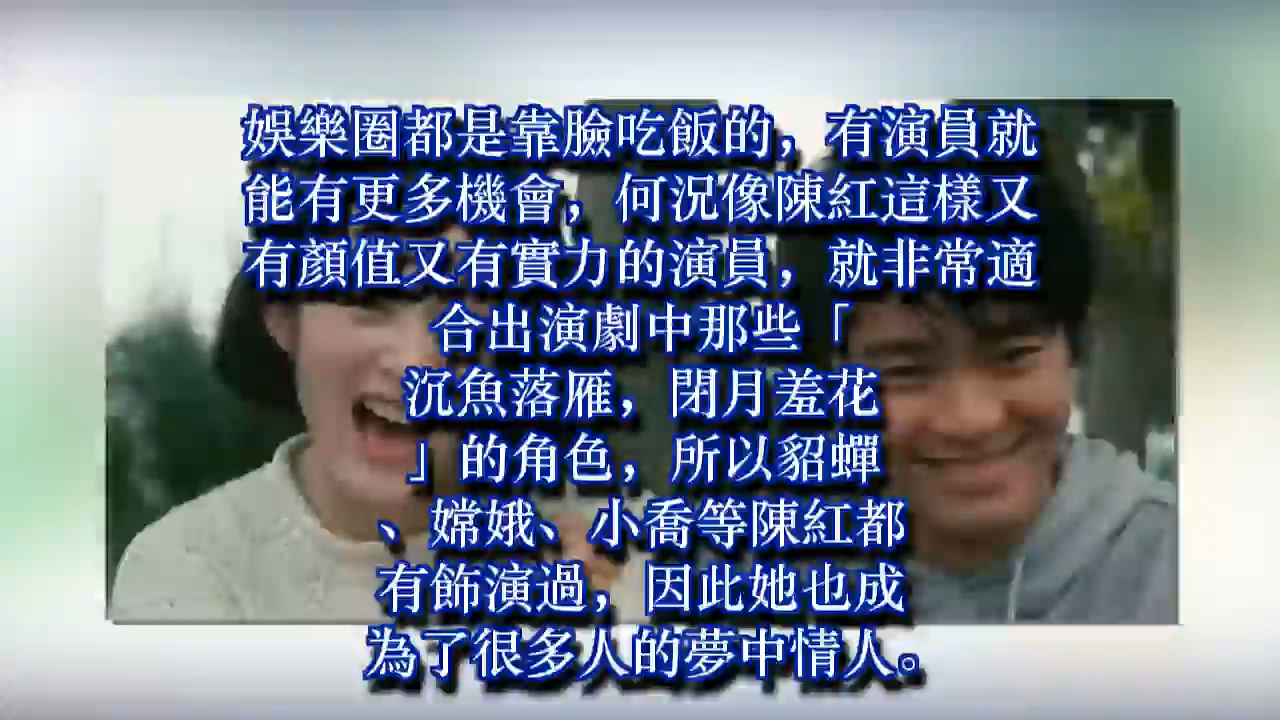 娛樂圈都是靠臉吃飯的，有演員就
能有更多機會，何況像陳紅這樣又
有顏值又有實力的演員，就非常適
合出演劇中那些「
沉魚落雁，閉月羞花
」的角色，所以貂蟬
、嫦娥、小喬等陳紅都
有飾演過，因此她也成
為了很多人的夢中情人。